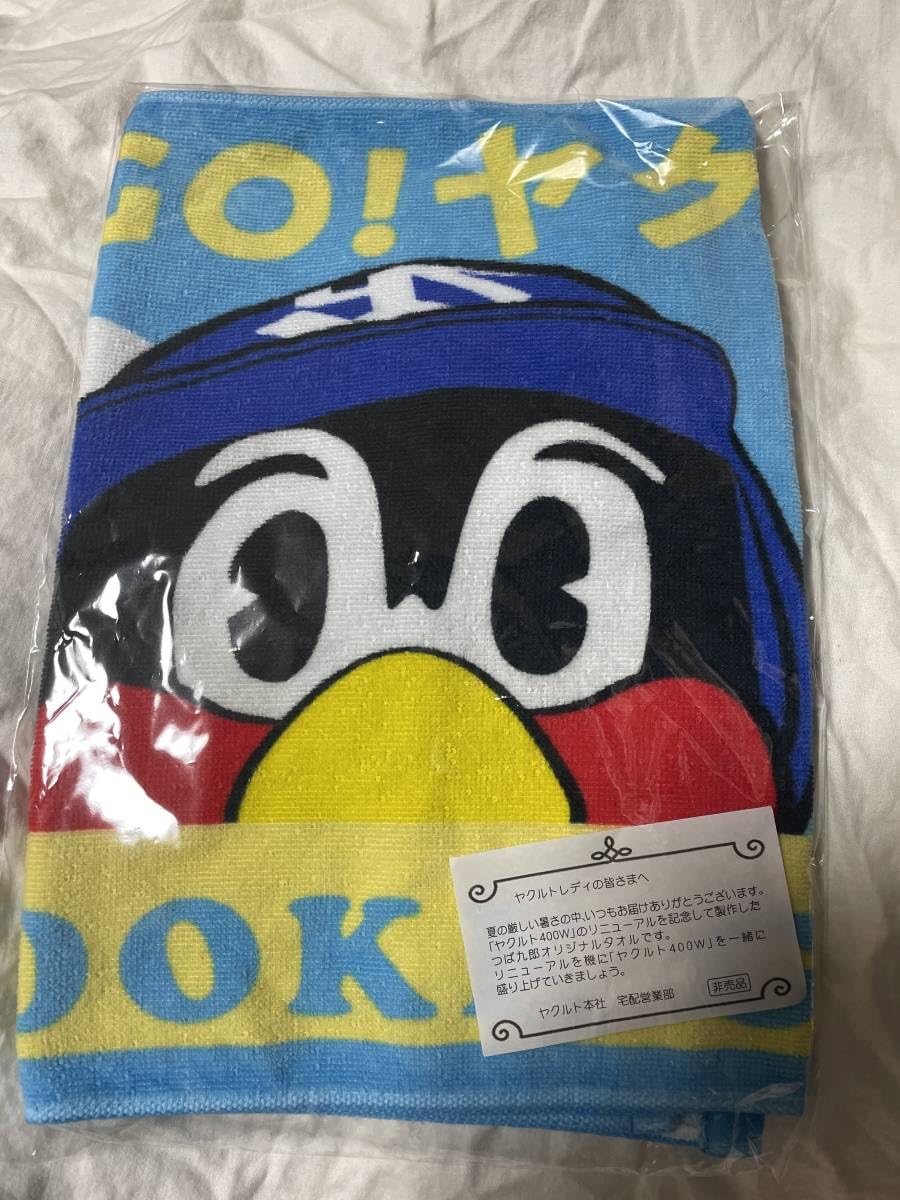 GO!ヤク
OOK
ヤクルトレディの皆さまへ
夏の厳しい暑さの中、いつもお届けありがとうございます。
「ヤクルト400W」のリニューアルを記念して製作した
つば九郎オリジナルタオルです。
リニューアルを機に「ヤクルト400W」を一緒に
盛り上げていきましょう。
ヤクルト本社 宅配営業部
非売品